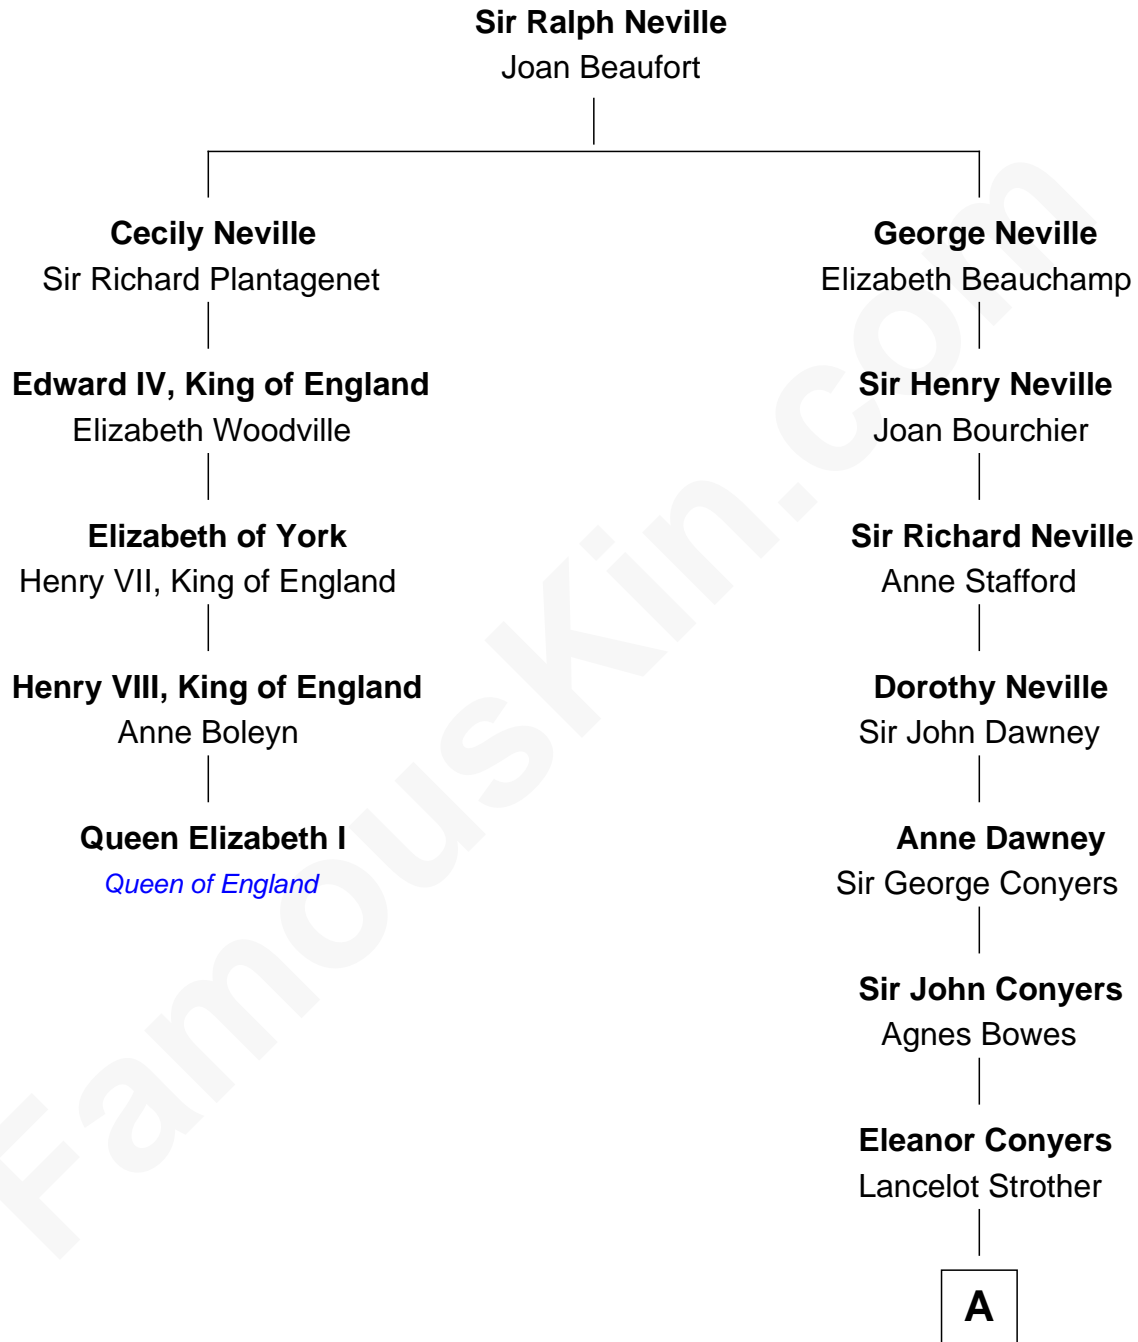 Sir Ralph Neville
Joan Beaufort
Cecily Neville
Sir Richard Plantagenet
Edward IV, King of England
Elizabeth Woodville
Elizabeth of York
Henry VII, King of England
Henry VIII, King of England
Anne Boleyn
Queen Elizabeth I
Queen of England
George Neville
Elizabeth Beauchamp
Sir Henry Neville
Joan Bourchier
Sir Richard Neville
Anne Stafford
Dorothy Neville
Sir John Dawney
Anne Dawney
Sir George Conyers
Sir John Conyers
Agnes Bowes
Eleanor Conyers
Lancelot Strother
A
FamousKin.com